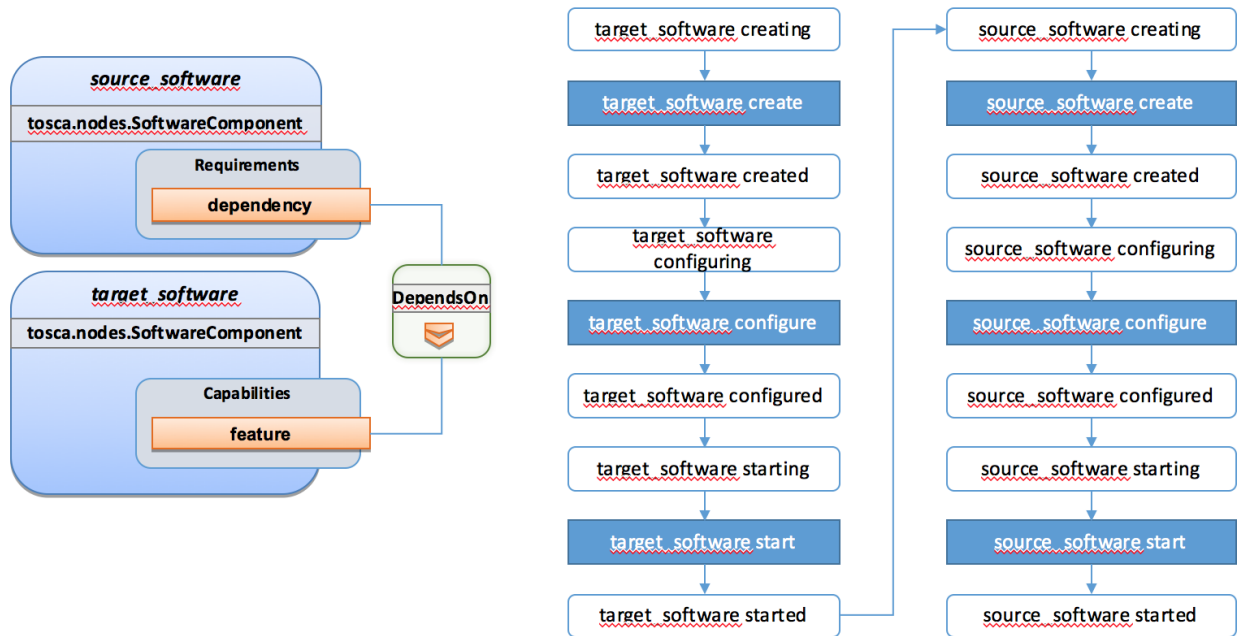 source_software
tosca.nodes.SoftwareComponent
Requirements
dependency
target_software
tosca.nodes.SoftwareComponent
Capabilities
feature
DependsOn
target_software creating
target_software create
target_software created
target_software
configuring
target_software configure
target_software configured
target_software starting
target_software start
target_software started
source_software creating
source_software create
source_software created
source_software configuring
source_software configure
source_software configured
source_software starting
source_software start
source_software started